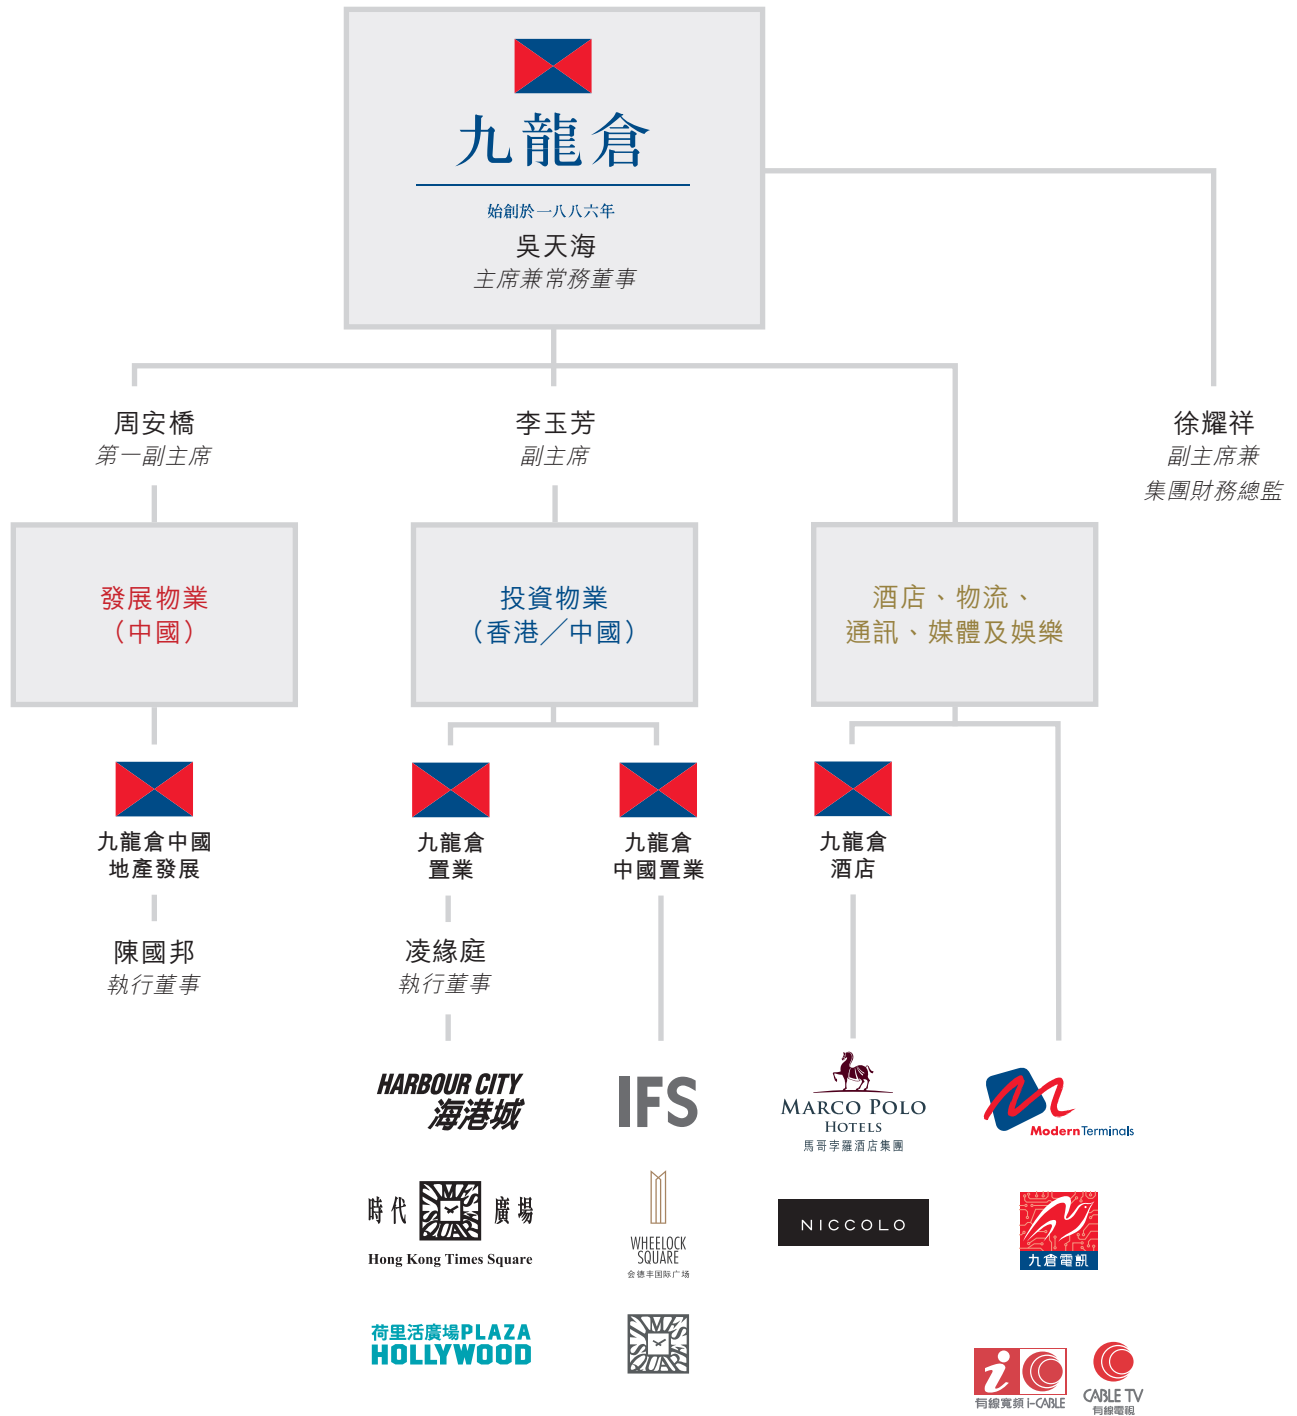 九龍倉
始創於一八八六年
吳天海
主席兼常務董事
周安橋
第一副主席
李玉芳
副主席
徐耀祥
副主席兼
集團財務總監
發展物業
（中國）
投資物業
（香港／中國）
酒店、物流、
通訊、媒體及娛樂
九龍倉中國
地產發展
九龍倉
置業
九龍倉
中國置業
九龍倉
酒店
陳國邦
執行董事
凌緣庭
執行董事
HARBOUR CITY
海港城
IFS
MARCO POLO
HOTELS
馬哥孛羅酒店集團
Modern Terminals
時代 TIMES SQUARE 廣場
Hong Kong Times Square
WHEELOCK
SQUARE
会德丰国际广场
NICCOLO
九倉電訊
荷里活廣場PLAZA
HOLLYWOOD
TIMES SQUARE
i
有線寬頻 i-CABLE
CABLE TV
有線電視